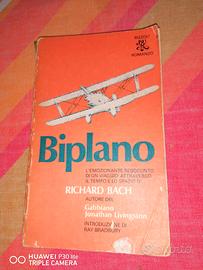 RIZZOLI
ROMANZO
Biplano
L'EMOZIONANTE RESOCONTO
DI UN VIAGGIO ATTRAVERSO
IL TEMPO E LO SPAZIO DI
RICHARD BACH
AUTORE DEL
Gabbiano
Jonathan Livingston
INTRODUZIONE DI
RAY BRADBURY
HUAWEI P30 lite
TRIPLE CAMERA